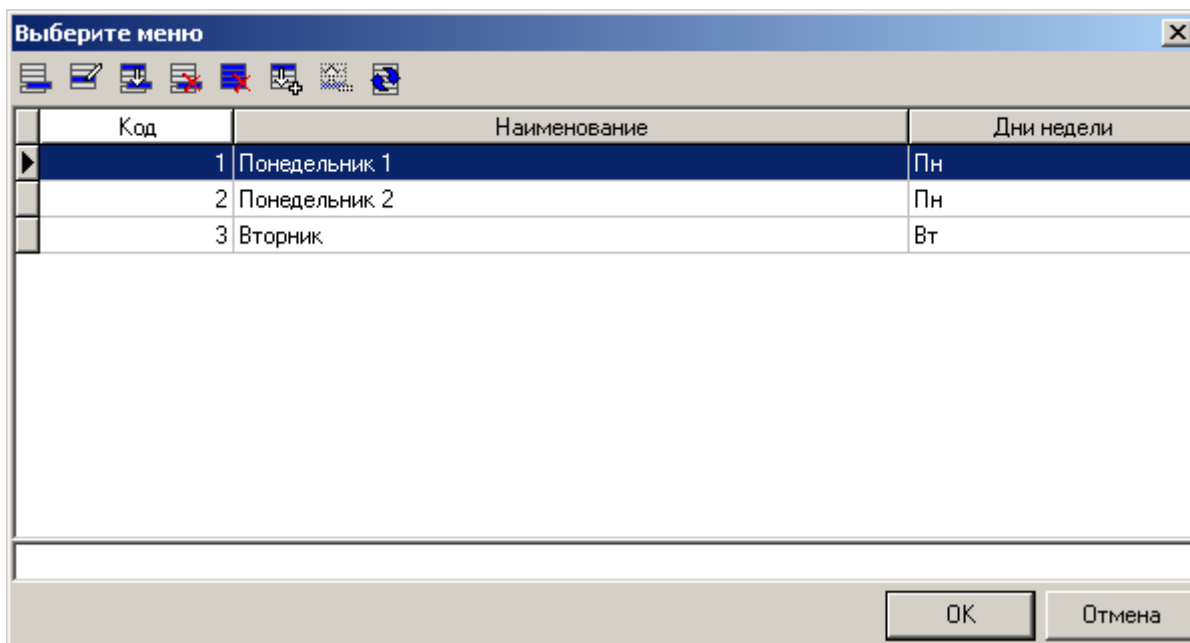 Выберите меню
Код Наименование Дни недели
1 Понедельник 1 Пн
2 Понедельник 2 Пн
3 Вторник Вт
OK Отмена